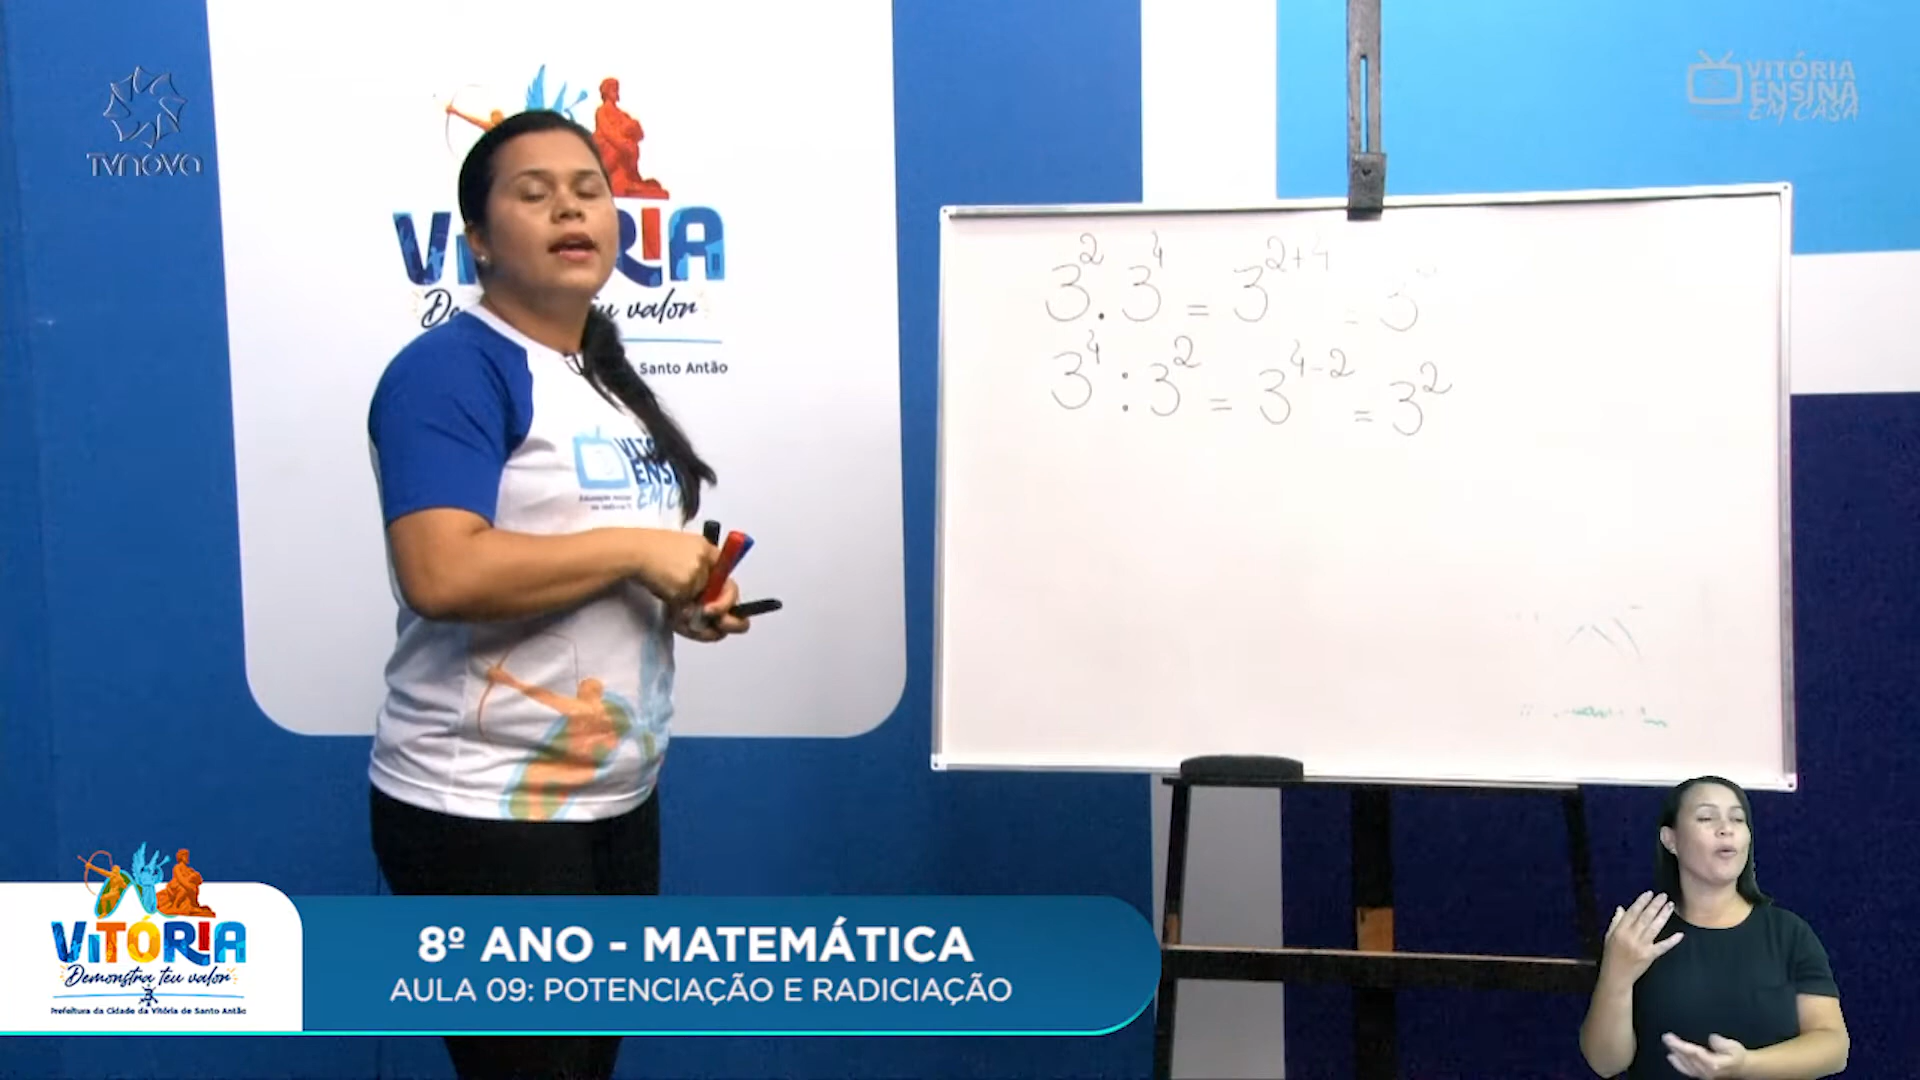 TVNOVA
VITÓRIA
ENSINA
EM CASA
VITÓRIA
Santo Antão
3² . 3⁴ = 3²⁺⁴ = 3
3⁴ : 3² = 3⁴⁻² = 3²
ViTÓRIA
Demonstra teu valor
Prefeitura da Cidade da Vitória de Santo Antão
8º ANO - MATEMÁTICA
AULA 09: POTENCIAÇÃO E RADICIAÇÃO